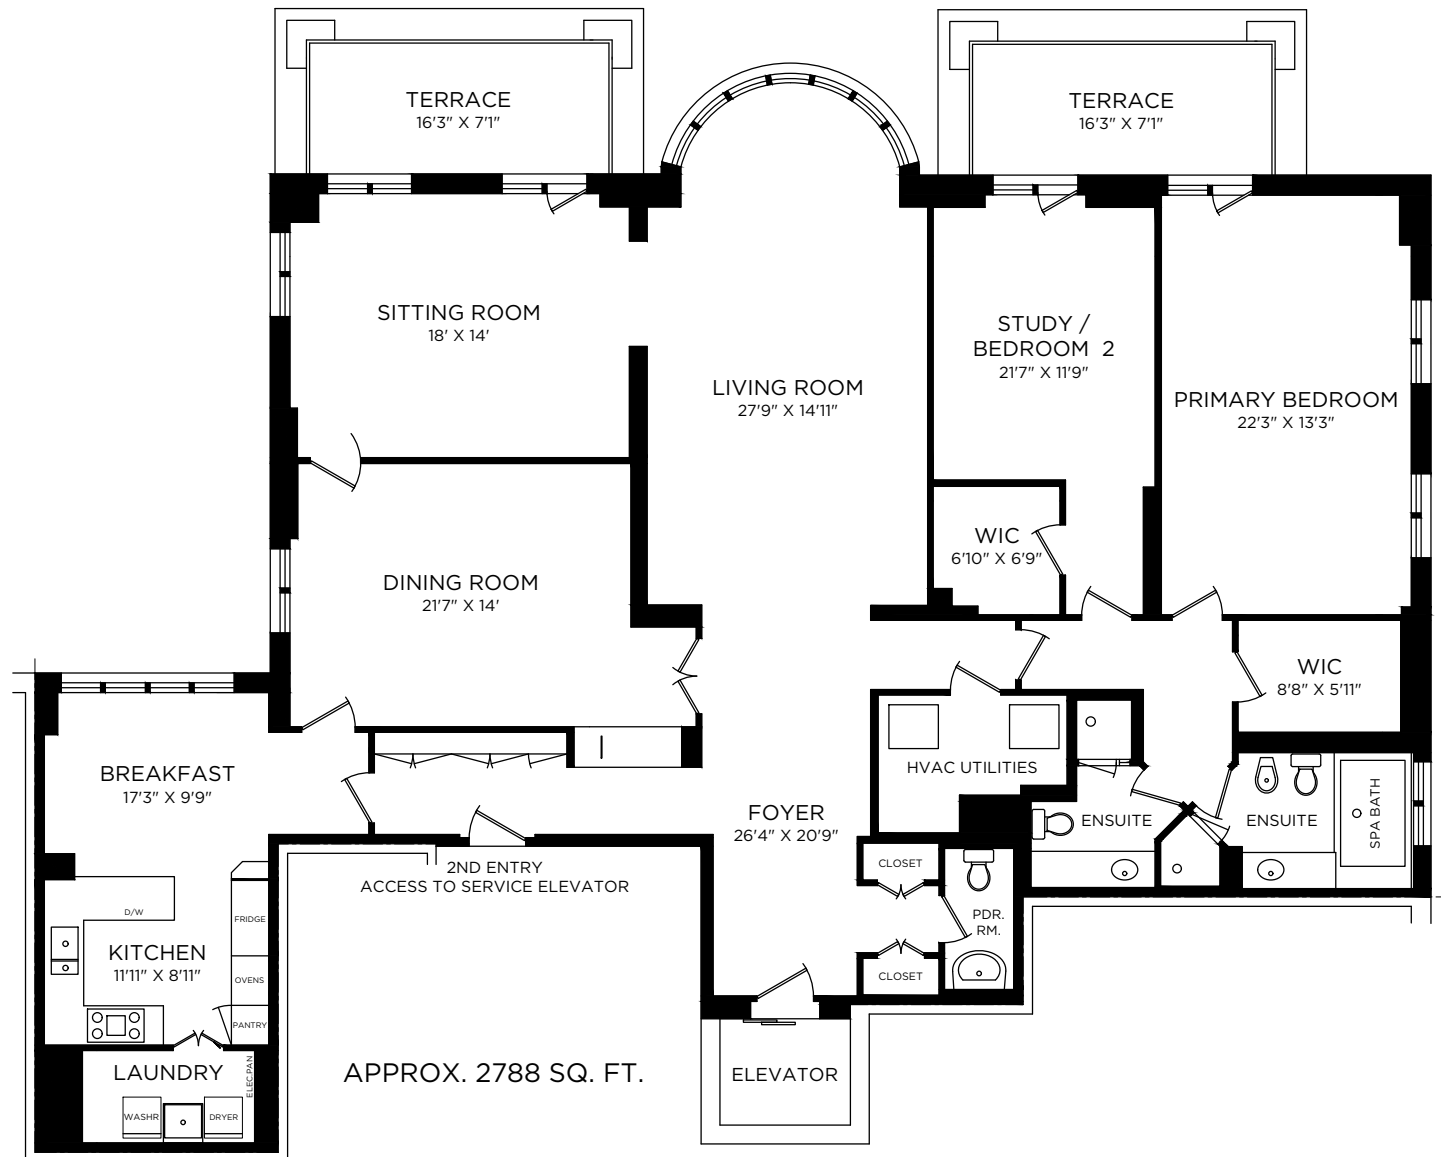 TERRACE
16'3" X 7'1"
TERRACE
16'3" X 7'1"
SITTING ROOM
18' X 14'
STUDY /
BEDROOM 2
21'7" X 11'9"
LIVING ROOM
27'9" X 14'11"
PRIMARY BEDROOM
22'3" X 13'3"
WIC
6'10" X 6'9"
DINING ROOM
21'7" X 14'
WIC
8'8" X 5'11"
BREAKFAST
17'3" X 9'9"
HVAC UTILITIES
FOYER
26'4" X 20'9"
ENSUITE
ENSUITE
SPA BATH
2ND ENTRY
ACCESS TO SERVICE ELEVATOR
CLOSET
D/W
FRIDGE
PDR.
RM.
KITCHEN
11'11" X 8'11"
OVENS
CLOSET
PANTRY
LAUNDRY
ELEC.PAN
APPROX. 2788 SQ. FT.
ELEVATOR
WASHR
DRYER